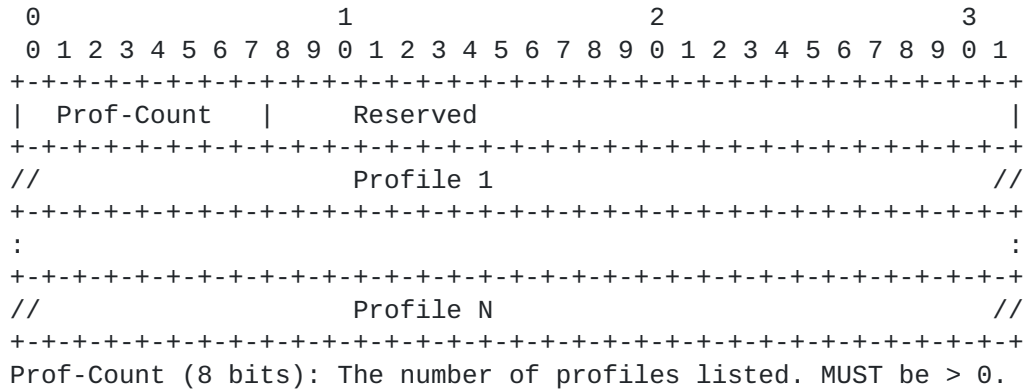 0                   1                   2                   3
 0 1 2 3 4 5 6 7 8 9 0 1 2 3 4 5 6 7 8 9 0 1 2 3 4 5 6 7 8 9 0 1
+-+-+-+-+-+-+-+-+-+-+-+-+-+-+-+-+-+-+-+-+-+-+-+-+-+-+-+-+-+-+-+-+
|  Prof-Count   |     Reserved                                  |
+-+-+-+-+-+-+-+-+-+-+-+-+-+-+-+-+-+-+-+-+-+-+-+-+-+-+-+-+-+-+-+-+
//                    Profile 1                                //
+-+-+-+-+-+-+-+-+-+-+-+-+-+-+-+-+-+-+-+-+-+-+-+-+-+-+-+-+-+-+-+-+
:                                                               :
+-+-+-+-+-+-+-+-+-+-+-+-+-+-+-+-+-+-+-+-+-+-+-+-+-+-+-+-+-+-+-+-+
//                    Profile N                                //
+-+-+-+-+-+-+-+-+-+-+-+-+-+-+-+-+-+-+-+-+-+-+-+-+-+-+-+-+-+-+-+-+
Prof-Count (8 bits): The number of profiles listed. MUST be > 0.